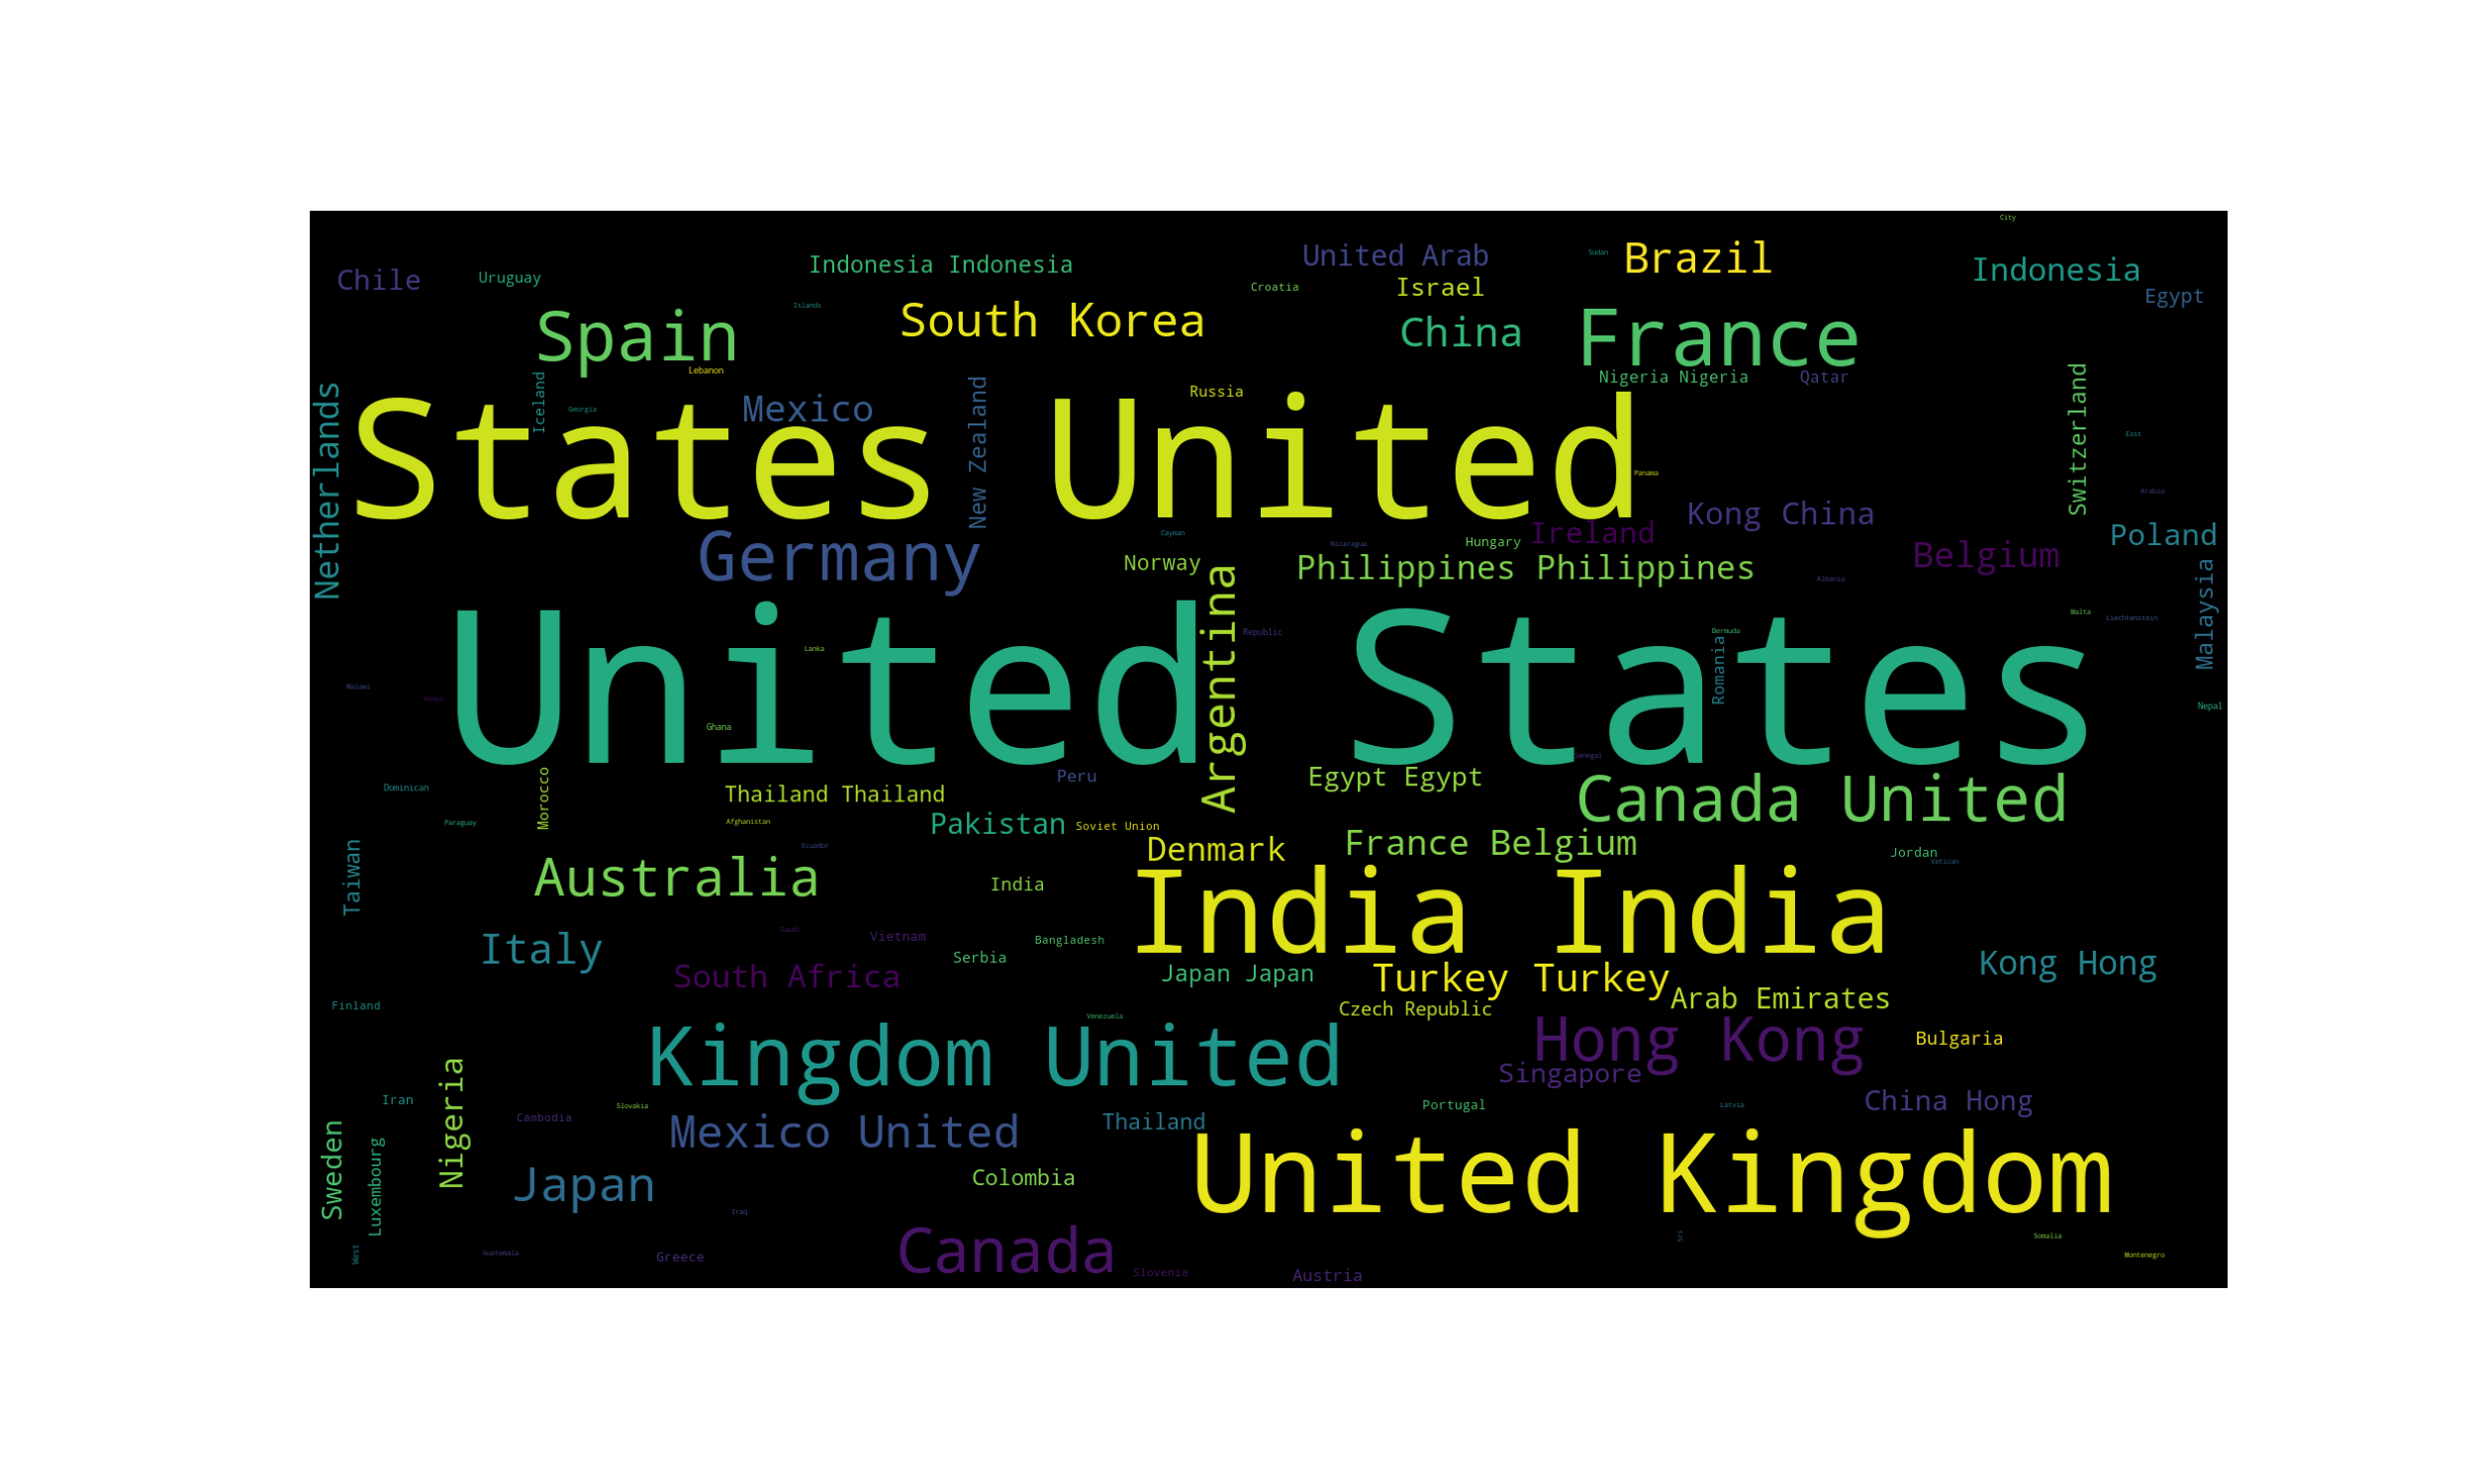 City
Indonesia Indonesia
United Arab
Sudan
Brazil
Chile
Uruguay
Croatia
Israel
Indonesia
Egypt
Islands
Spain
South Korea
China
France
Lebanon
Nigeria Nigeria
Qatar
Netherlands
Iceland
Georgia
Mexico
New Zealand
Russia
Switzerland
East
States United
Panama
Arabia
Kong China
Cayman
Ireland
Nicaragua
Hungary
Poland
Germany
Norway
Philippines Philippines
Belgium
Albania
Malaysia
Argentina
Malta
Liechtenstein
Republic
Bermuda
Romania
Lanka
United States
Malawi
Kenya
Nepal
Ghana
Senegal
Peru
Egypt Egypt
Dominican
Morocco
Thailand Thailand
Canada United
Paraguay
Afghanistan
Pakistan
Soviet Union
Ecuador
Denmark
France Belgium
Jordan
Vatican
Taiwan
Australia
India
India India
Saudi
Vietnam
Bangladesh
Italy
Serbia
South Africa
Japan Japan
Turkey Turkey
Kong Hong
Arab Emirates
Finland
Czech Republic
Venezuela
Kingdom United
Hong Kong
Bulgaria
Singapore
Iran
Nigeria
Cambodia
Slovakia
Portugal
Latvia
China Hong
Thailand
Mexico United
Sweden
Luxembourg
United Kingdom
Japan
Colombia
Iraq
Sri
Somalia
West
Guatemala
Greece
Canada
Montenegro
Slovenia
Austria